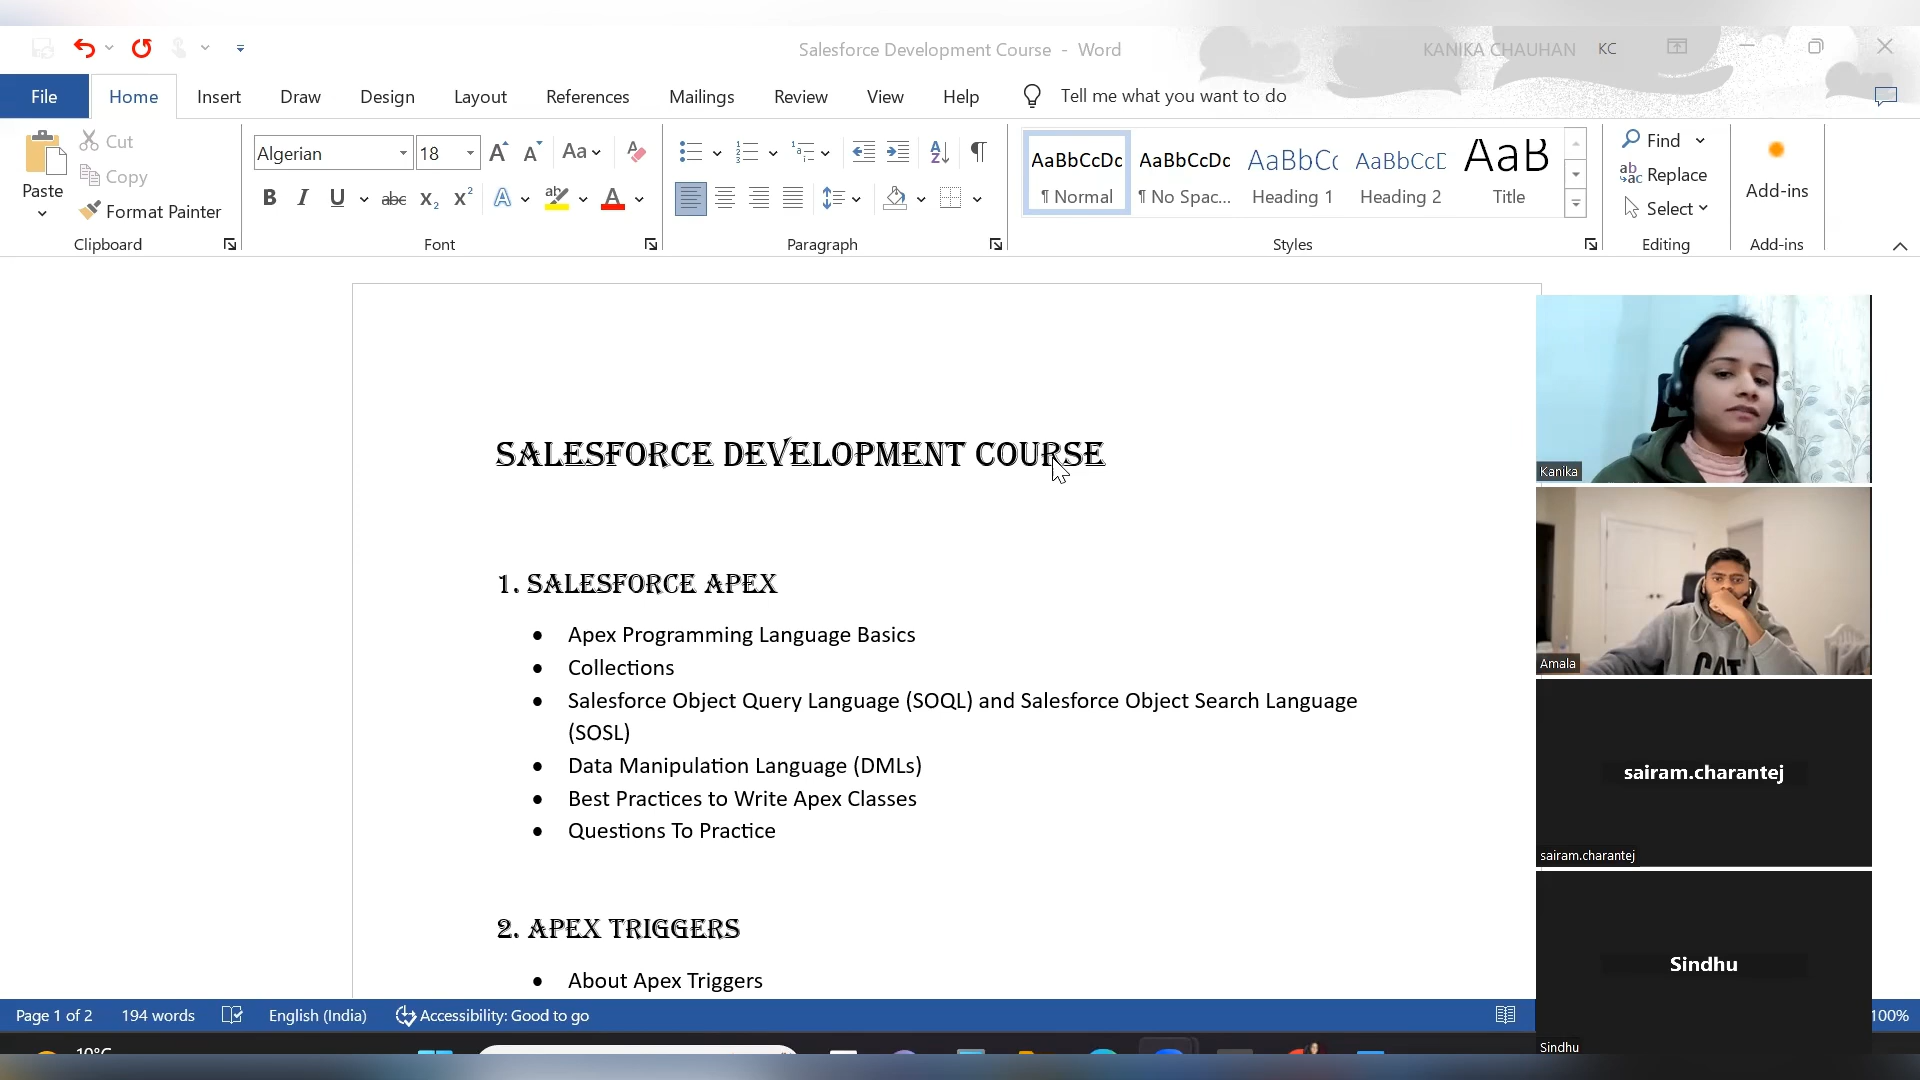 Salesforce Development Course - Word
KANIKA CHAUHAN KC
File Home Insert Draw Design Layout References Mailings Review View Help Tell me what you want to do
Paste
Cut
Copy
Format Painter
Clipboard
Algerian 18
Font
Paragraph
AaBbCcDc AaBbCcDc AaBbCc AaBbCcD AaB
¶ Normal ¶ No Spac... Heading 1 Heading 2 Title
Styles
Find
Replace
Select
Editing
Add-ins
Add-ins
SALESFORCE DEVELOPMENT COURSE
1. SALESFORCE APEX
• Apex Programming Language Basics
• Collections
• Salesforce Object Query Language (SOQL) and Salesforce Object Search Language
(SOSL)
• Data Manipulation Language (DMLs)
• Best Practices to Write Apex Classes
• Questions To Practice
2. APEX TRIGGERS
• About Apex Triggers
Kanika
CAT
Amala
sairam.charantej
sairam.charantej
Sindhu
Sindhu
Page 1 of 2 194 words English (India) Accessibility: Good to go 100%
10°C